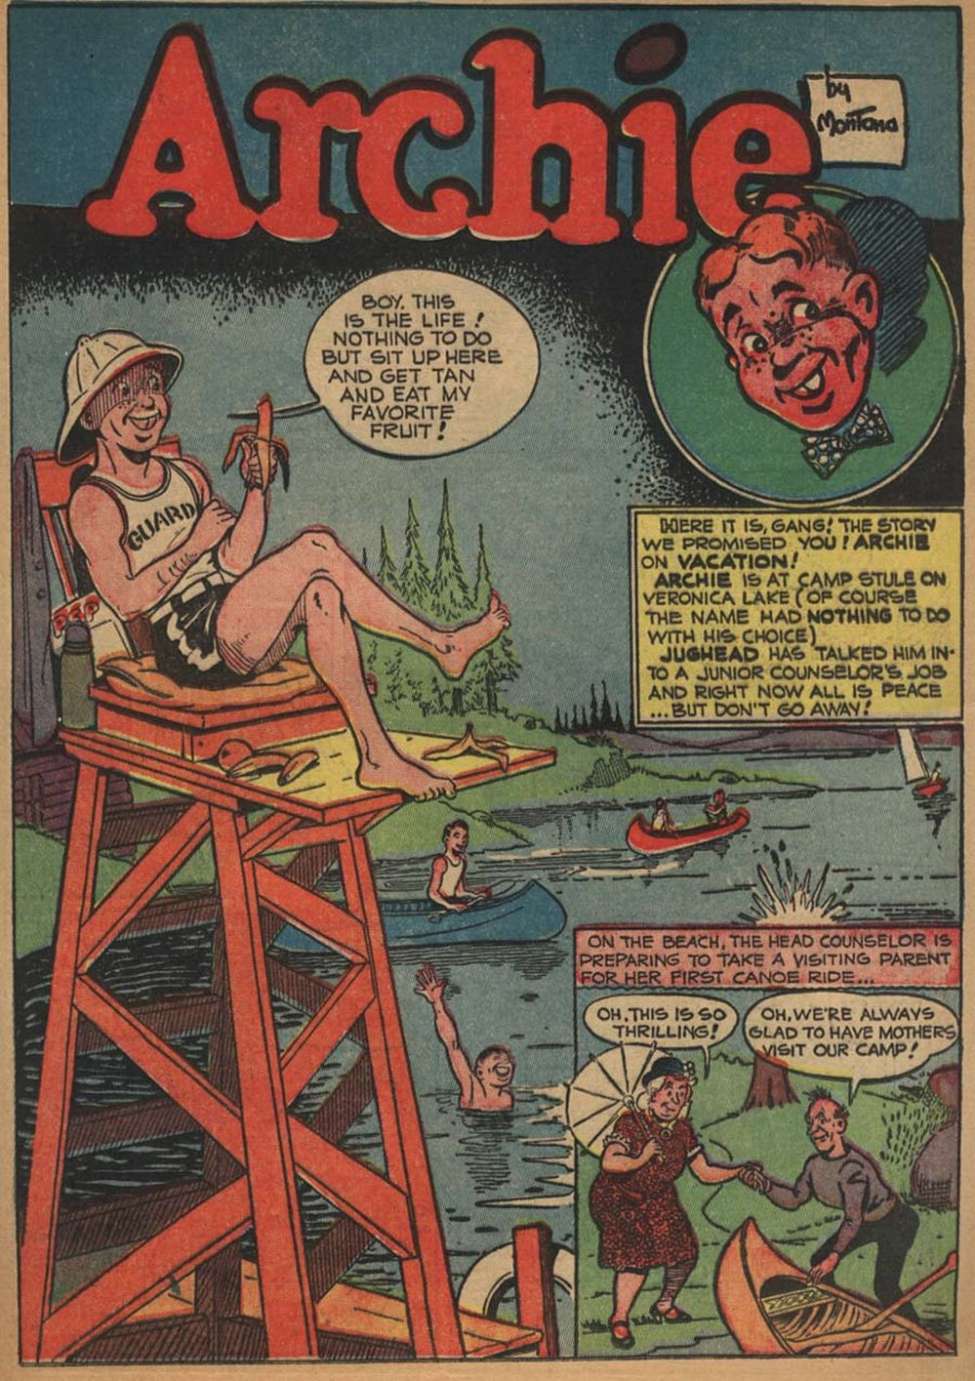 Archie
by
Montana
BOY, THIS
IS THE LIFE!
NOTHING TO DO
BUT SIT UP HERE
AND GET TAN
AND EAT MY
FAVORITE
FRUIT!
GUARD
POP
HERE IT IS, GANG! THE STORY
WE PROMISED YOU! ARCHIE
ON VACATION!
ARCHIE IS AT CAMP STULE ON
VERONICA LAKE (OF COURSE
THE NAME HAD NOTHING TO DO
WITH HIS CHOICE)
JUGHEAD HAS TALKED HIM IN-
TO A JUNIOR COUNSELOR'S JOB
AND RIGHT NOW ALL IS PEACE
...BUT DON'T GO AWAY!
ON THE BEACH, THE HEAD COUNSELOR IS
PREPARING TO TAKE A VISITING PARENT
FOR HER FIRST CANOE RIDE...
OH, THIS IS SO
THRILLING!
OH, WE'RE ALWAYS
GLAD TO HAVE MOTHERS
VISIT OUR CAMP!